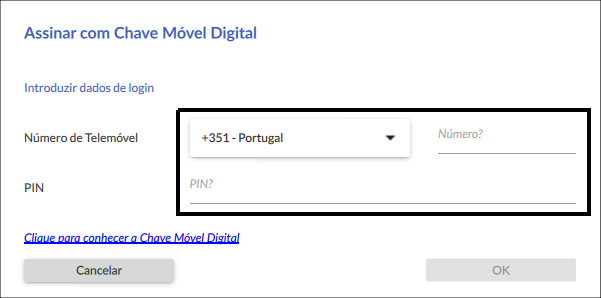 Assinar com Chave Móvel Digital
Introduzir dados de login
Número de Telemóvel +351 - Portugal Número?
PIN PIN?
Clique para conhecer a Chave Móvel Digital
Cancelar OK